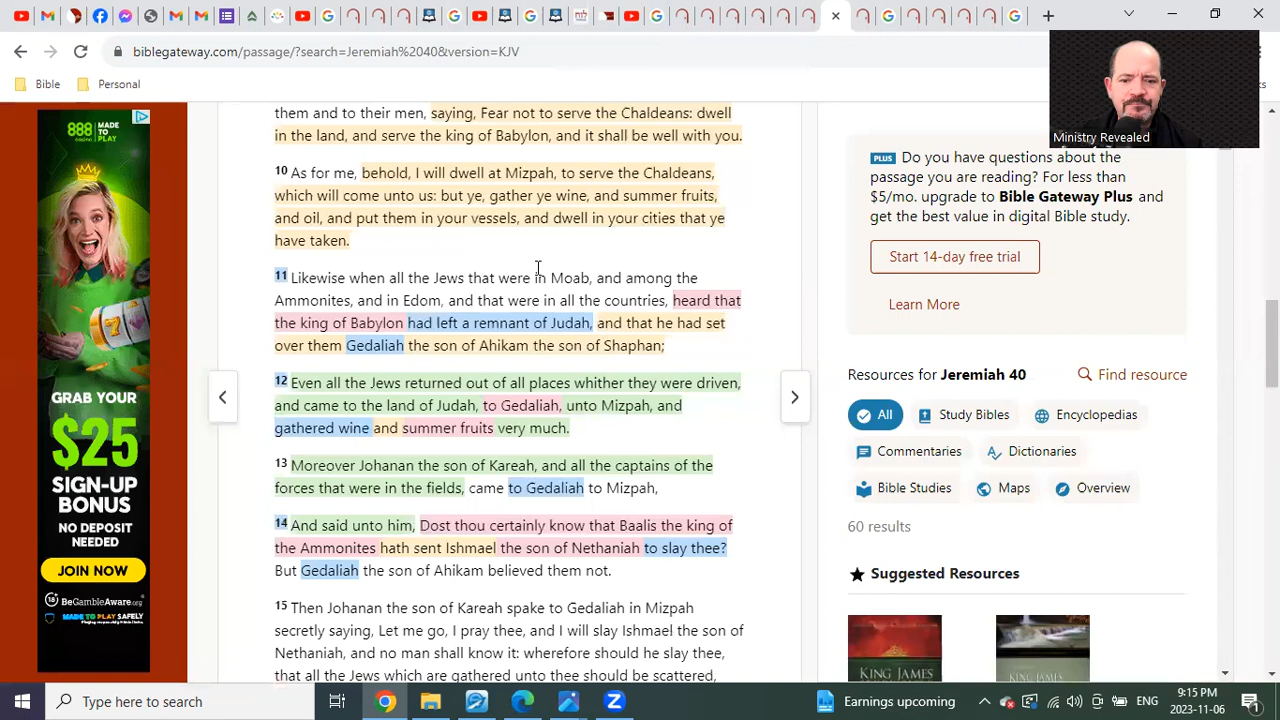 biblegateway.com/passage/?search=Jeremiah%2040&version=KJV
Bible
Personal
Ministry Revealed
888
casino
MADE
TO
PLAY
GRAB YOUR
$25
SIGN-UP
BONUS
NO DEPOSIT
NEEDED
JOIN NOW
18+ BeGambleAware.org
MADE TO PLAY SAFELY
them and to their men, saying, Fear not to serve the Chaldeans: dwell
in the land, and serve the king of Babylon, and it shall be well with you.
10 As for me, behold, I will dwell at Mizpah, to serve the Chaldeans,
which will come unto us: but ye, gather ye wine, and summer fruits,
and oil, and put them in your vessels, and dwell in your cities that ye
have taken.
11 Likewise when all the Jews that were in Moab, and among the
Ammonites, and in Edom, and that were in all the countries, heard that
the king of Babylon had left a remnant of Judah, and that he had set
over them Gedaliah the son of Ahikam the son of Shaphan;
12 Even all the Jews returned out of all places whither they were driven,
and came to the land of Judah, to Gedaliah, unto Mizpah, and
gathered wine and summer fruits very much.
13 Moreover Johanan the son of Kareah, and all the captains of the
forces that were in the fields, came to Gedaliah to Mizpah,
14 And said unto him, Dost thou certainly know that Baalis the king of
the Ammonites hath sent Ishmael the son of Nethaniah to slay thee?
But Gedaliah the son of Ahikam believed them not.
15 Then Johanan the son of Kareah spake to Gedaliah in Mizpah
secretly saying, Let me go, I pray thee, and I will slay Ishmael the son of
Nethaniah, and no man shall know it: wherefore should he slay thee,
that all the Jews which are gathered unto thee should be scattered,
PLUS Do you have questions about the
passage you are reading? For less than
$5/mo. upgrade to Bible Gateway Plus and
get the best value in digital Bible study.
Start 14-day free trial
Learn More
Resources for Jeremiah 40
Find resource
All
Study Bibles
Encyclopedias
Commentaries
Dictionaries
Bible Studies
Maps
Overview
60 results
Suggested Resources
KING JAMES
KING JAMES
Type here to search
Earnings upcoming
ENG
9:15 PM
2023-11-06